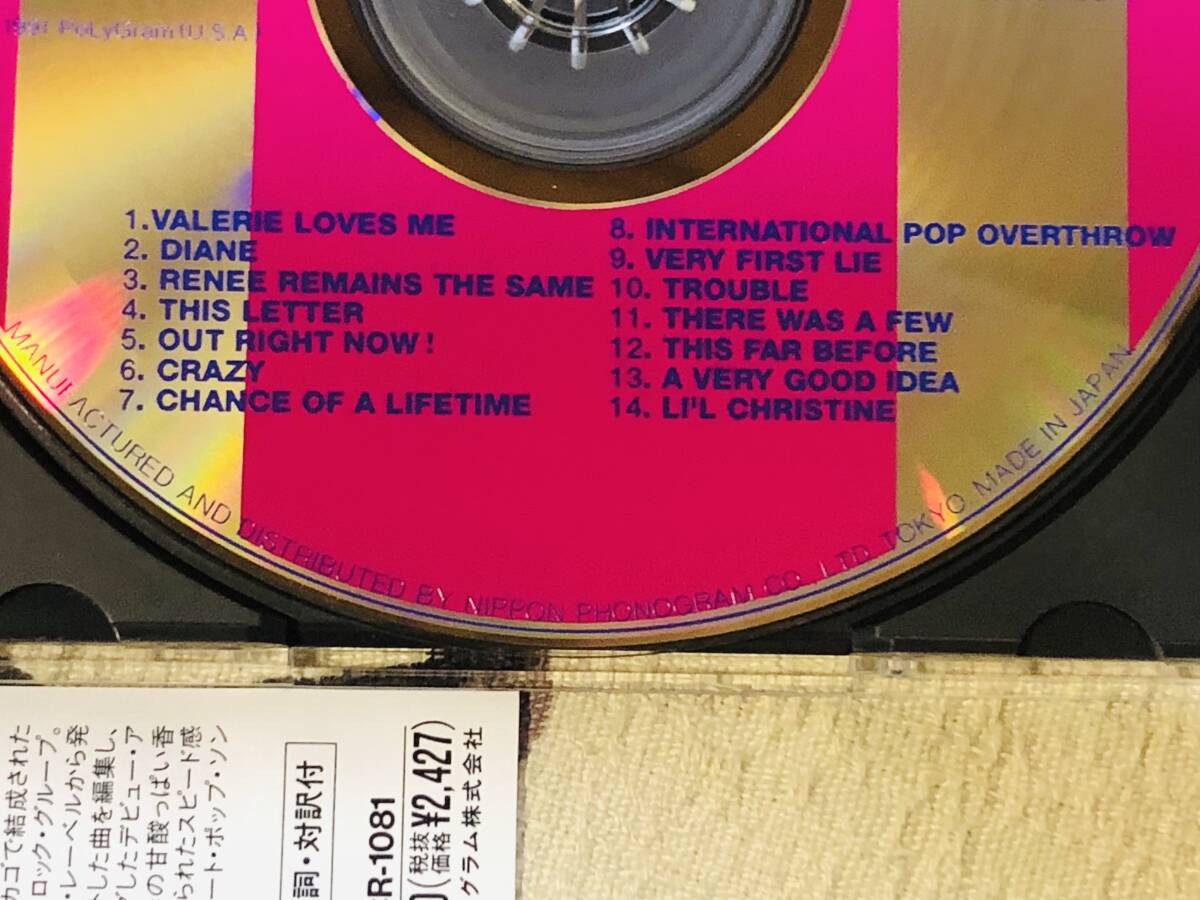 1991 PolyGram (U.S.A.)
1.VALERIE LOVES ME
2. DIANE
3. RENEE REMAINS THE SAME
4. THIS LETTER
5. OUT RIGHT NOW!
6. CRAZY
7. CHANCE OF A LIFETIME
8. INTERNATIONAL POP OVERTHROW
9. VERY FIRST LIE
10. TROUBLE
11. THERE WAS A FEW
12. THIS FAR BEFORE
13. A VERY GOOD IDEA
14. LI'L CHRISTINE
MANUFACTURED AND DISTRIBUTED BY NIPPON PHONOGRAM CO., LTD. TOKYO MADE IN JAPAN
カゴで結成された
ロック・グループ。
・レーベルから発
した曲を編集し、
したデビュー・ア
の甘酸っぱい香
られたスピード感
ート・ポップ・ソン
詞・対訳付
R-1081
(税抜価格¥2,427)
グラム株式会社